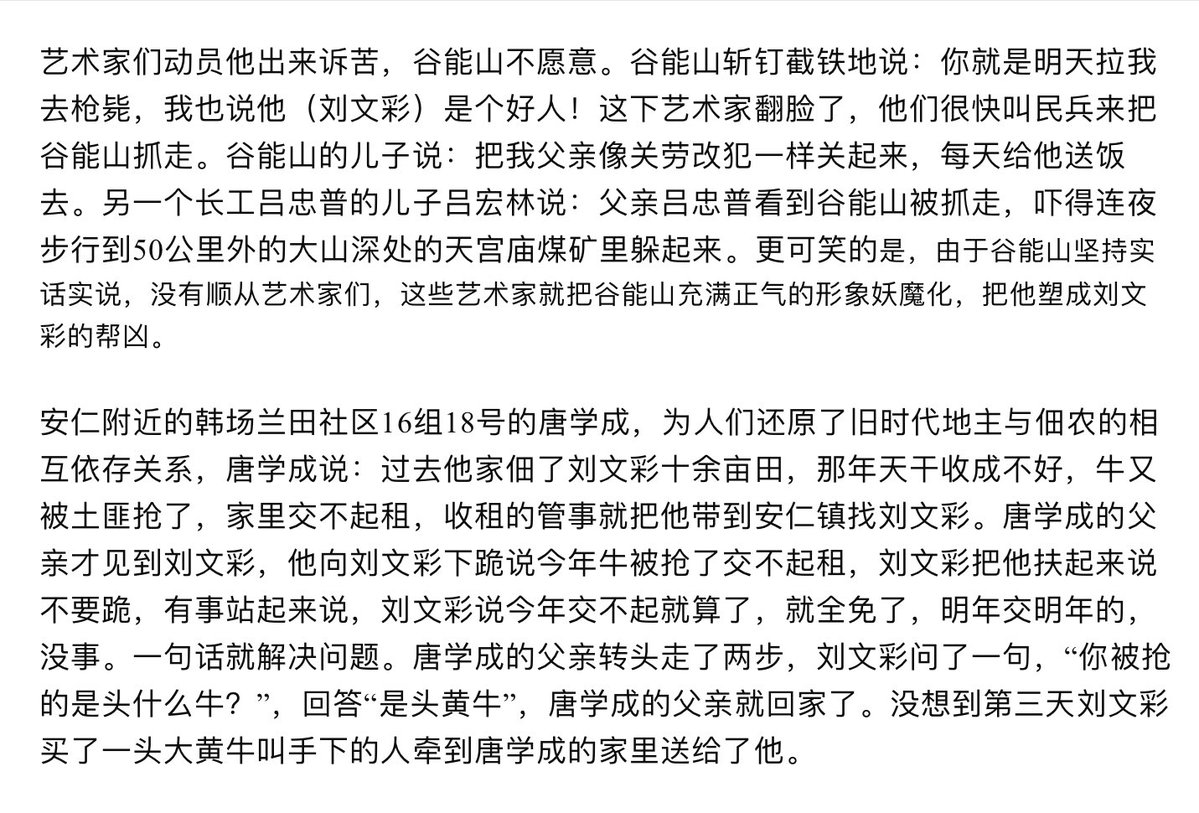 艺术家们动员他出来诉苦，谷能山不愿意。谷能山斩钉截铁地说：你就是明天拉我
去枪毙，我也说他（刘文彩）是个好人！这下艺术家翻脸了，他们很快叫民兵来把
谷能山抓走。谷能山的儿子说：把我父亲像关劳改犯一样关起来，每天给他送饭
去。另一个长工吕忠普的儿子吕宏林说：父亲吕忠普看到谷能山被抓走，吓得连夜
步行到50公里外的大山深处的天宫庙煤矿里躲起来。更可笑的是，由于谷能山坚持实
话实说，没有顺从艺术家们，这些艺术家就把谷能山充满正气的形象妖魔化，把他塑成刘文
彩的帮凶。
安仁附近的韩场兰田社区16组18号的唐学成，为人们还原了旧时代地主与佃农的相
互依存关系，唐学成说：过去他家佃了刘文彩十余亩田，那年天干收成不好，牛又
被土匪抢了，家里交不起租，收租的管事就把他带到安仁镇找刘文彩。唐学成的父
亲才见到刘文彩，他向刘文彩下跪说今年牛被抢了交不起租，刘文彩把他扶起来说
不要跪，有事站起来说，刘文彩说今年交不起就算了，就全免了，明年交明年的，
没事。一句话就解决问题。唐学成的父亲转头走了两步，刘文彩问了一句，“你被抢
的是头什么牛？”，回答“是头黄牛”，唐学成的父亲就回家了。没想到第三天刘文彩
买了一头大黄牛叫手下的人牵到唐学成的家里送给了他。